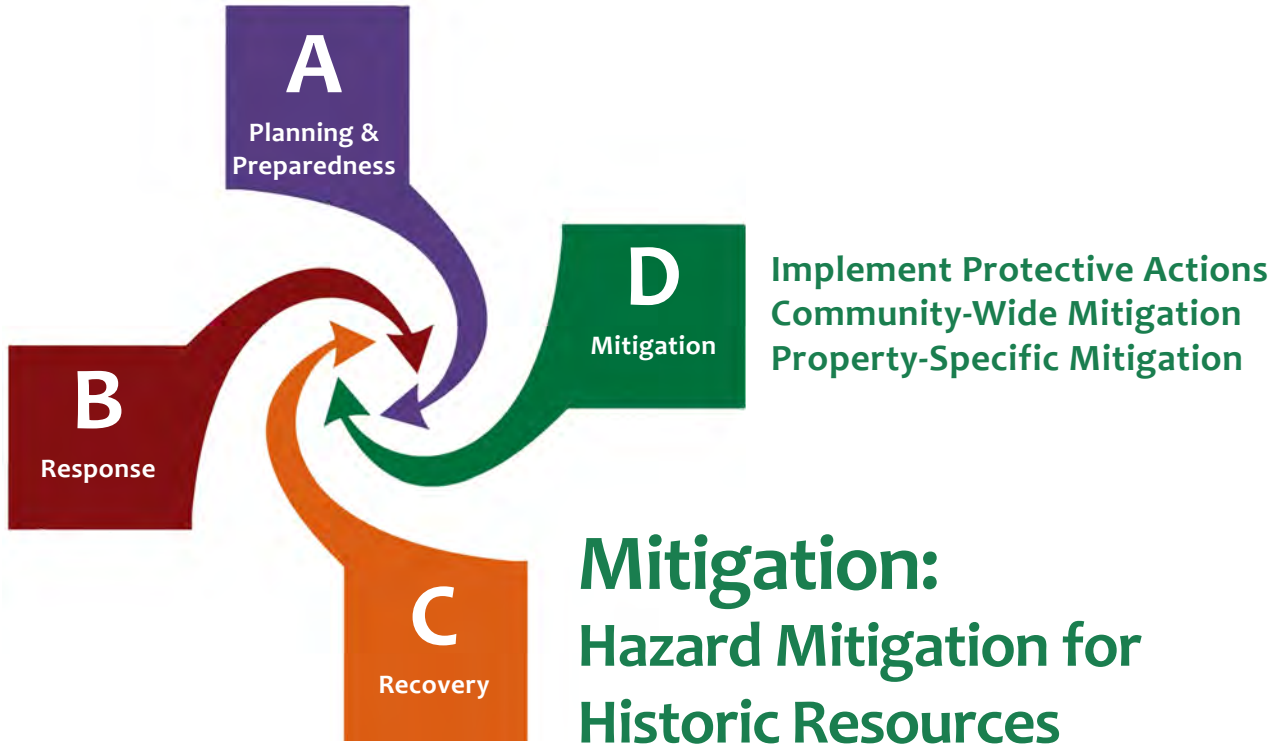 A
Planning &
Preparedness
B
Response
C
Recovery
D
Mitigation
Implement Protective Actions
Community-Wide Mitigation
Property-Specific Mitigation
Mitigation:
Hazard Mitigation for
Historic Resources